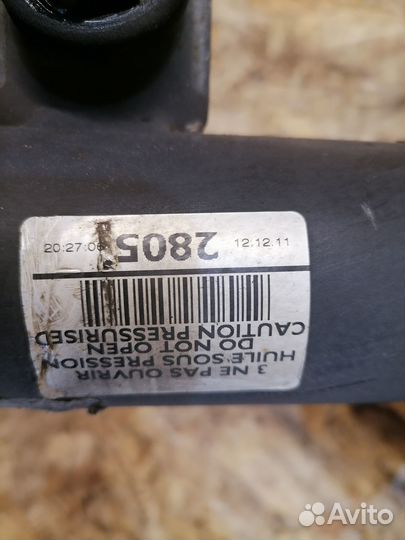 20:27:06 2805 12.12.11
3 NE PAS OUVRIR
HUILE SOUS PRESSION
DO NOT OPEN
CAUTION PRESSURISED
Avito